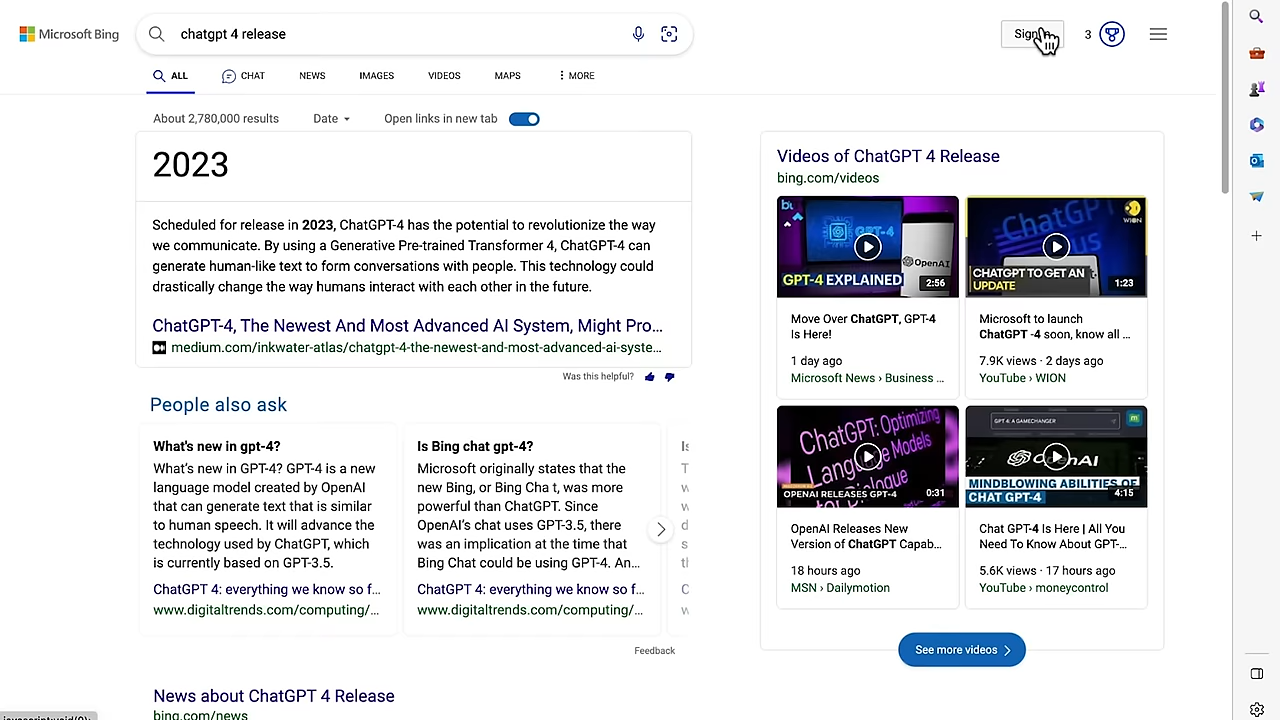 Microsoft Bing
chatgpt 4 release
Sign
3
ALL
CHAT
NEWS
IMAGES
VIDEOS
MAPS
MORE
About 2,780,000 results
Date
Open links in new tab
2023
Scheduled for release in 2023, ChatGPT-4 has the potential to revolutionize the way
we communicate. By using a Generative Pre-trained Transformer 4, ChatGPT-4 can
generate human-like text to form conversations with people. This technology could
drastically change the way humans interact with each other in the future.
ChatGPT-4, The Newest And Most Advanced AI System, Might Pro...
medium.com/inkwater-atlas/chatgpt-4-the-newest-and-most-advanced-ai-syste...
Was this helpful?
People also ask
What's new in gpt-4?
What's new in GPT-4? GPT-4 is a new
language model created by OpenAI
that can generate text that is similar
to human speech. It will advance the
technology used by ChatGPT, which
is currently based on GPT-3.5.
ChatGPT 4: everything we know so f...
www.digitaltrends.com/computing/...
Is Bing chat gpt-4?
Microsoft originally states that the
new Bing, or Bing Cha t, was more
powerful than ChatGPT. Since
OpenAI's chat uses GPT-3.5, there
was an implication at the time that
Bing Chat could be using GPT-4. An...
ChatGPT 4: everything we know so f...
www.digitaltrends.com/computing/...
Feedback
News about ChatGPT 4 Release
bing.com/news
Videos of ChatGPT 4 Release
bing.com/videos
GPT-4
OpenAI
GPT-4 EXPLAINED
2:56
Move Over ChatGPT, GPT-4
Is Here!
1 day ago
Microsoft News › Business ...
WION
CHATGPT TO GET AN
UPDATE
1:23
Microsoft to launch
ChatGPT -4 soon, know all ...
7.9K views · 2 days ago
YouTube › WION
ChatGPT: Optimizing
Language Models
for Dialogue
OPENAI RELEASES GPT-4
0:31
OpenAI Releases New
Version of ChatGPT Capab...
18 hours ago
MSN › Dailymotion
GPT 4: A GAMECHANGER
OpenAI
MINDBLOWING ABILITIES OF
CHAT GPT-4
4:15
Chat GPT-4 Is Here | All You
Need To Know About GPT-...
5.6K views · 17 hours ago
YouTube › moneycontrol
See more videos